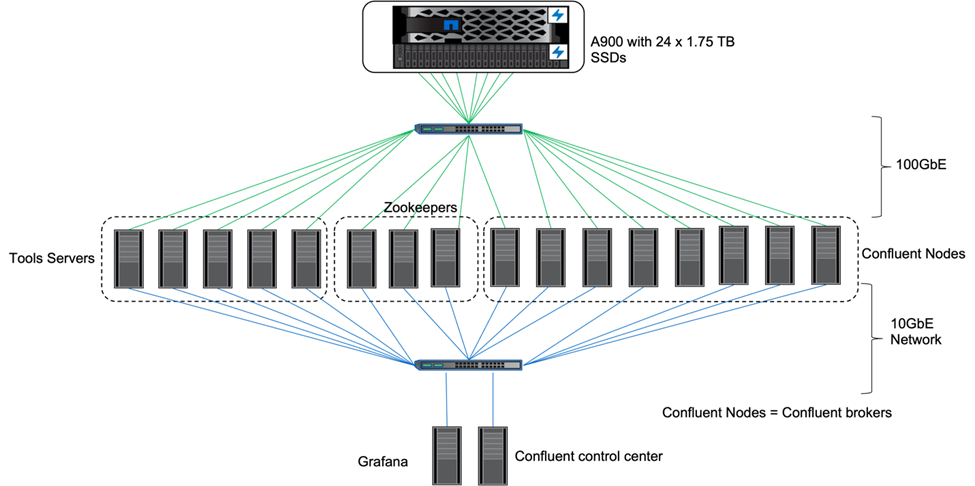 A900 with 24 x 1.75 TB
SSDs
100GbE
Zookeepers
Tools Servers
Confluent Nodes
10GbE
Network
Confluent Nodes = Confluent brokers
Grafana
Confluent control center